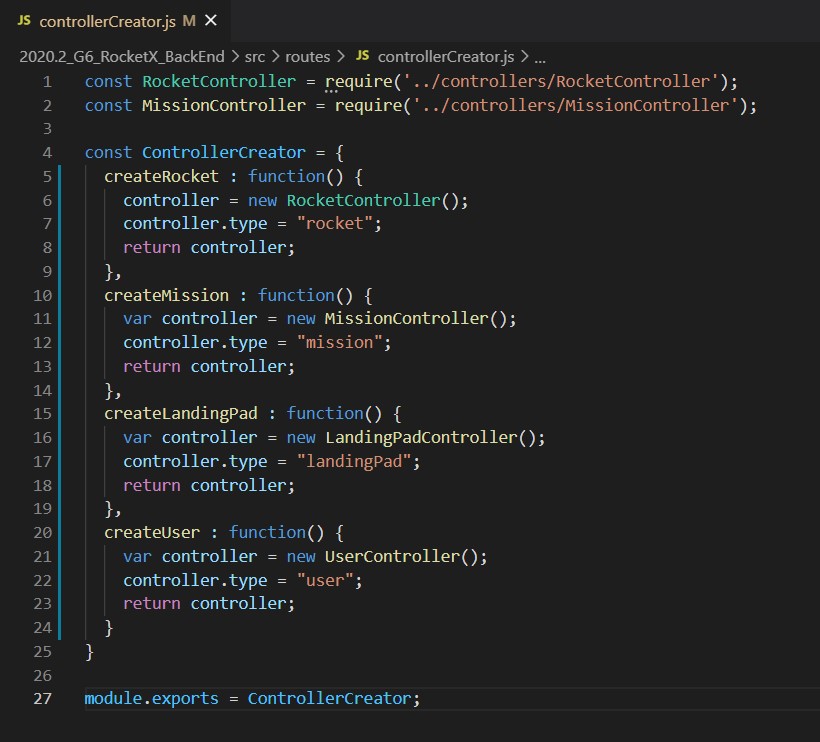 JS controllerCreator.js M ×
2020.2_G6_RocketX_BackEnd > src > routes > JS controllerCreator.js > ...
1 const RocketController = require('../controllers/RocketController');
2 const MissionController = require('../controllers/MissionController');
3
4 const ControllerCreator = {
5 createRocket : function() {
6 controller = new RocketController();
7 controller.type = "rocket";
8 return controller;
9 },
10 createMission : function() {
11 var controller = new MissionController();
12 controller.type = "mission";
13 return controller;
14 },
15 createLandingPad : function() {
16 var controller = new LandingPadController();
17 controller.type = "landingPad";
18 return controller;
19 },
20 createUser : function() {
21 var controller = new UserController();
22 controller.type = "user";
23 return controller;
24 }
25 }
26
27 module.exports = ControllerCreator;